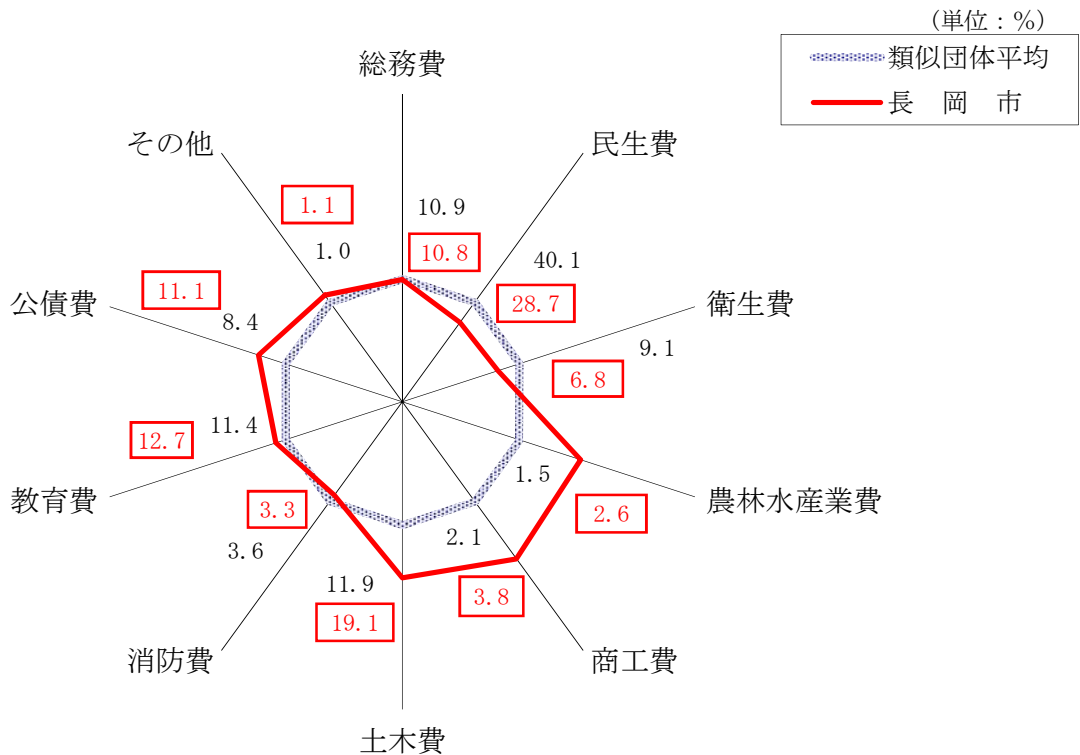 (単位:%)
類似団体平均
長 岡 市
総務費
その他
民生費
1.1
10.9
1.0
10.8
40.1
公債費
11.1
28.7
衛生費
8.4
9.1
6.8
11.4
12.7
1.5
教育費
3.3
2.6
農林水産業費
3.6
2.1
11.9
3.8
19.1
消防費
商工費
土木費